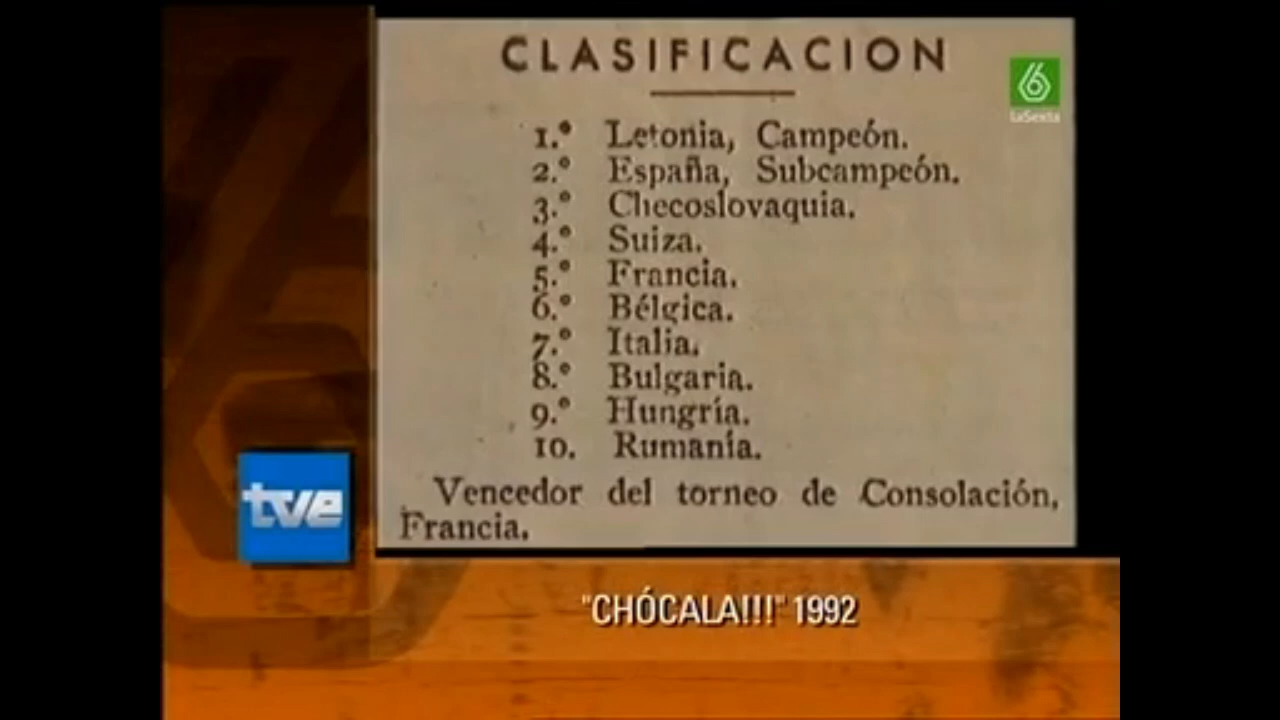 CLASIFICACION
6
laSexta
1.º Letonia, Campeón.
2.º España, Subcampeón.
3.º Checoslovaquia.
4.º Suiza.
5.º Francia.
6.º Bélgica.
7.º Italia.
8.º Bulgaria.
9.º Hungría.
10. Rumanía.
Vencedor del torneo de Consolación,
Francia.
tve
"CHÓCALA!!!" 1992